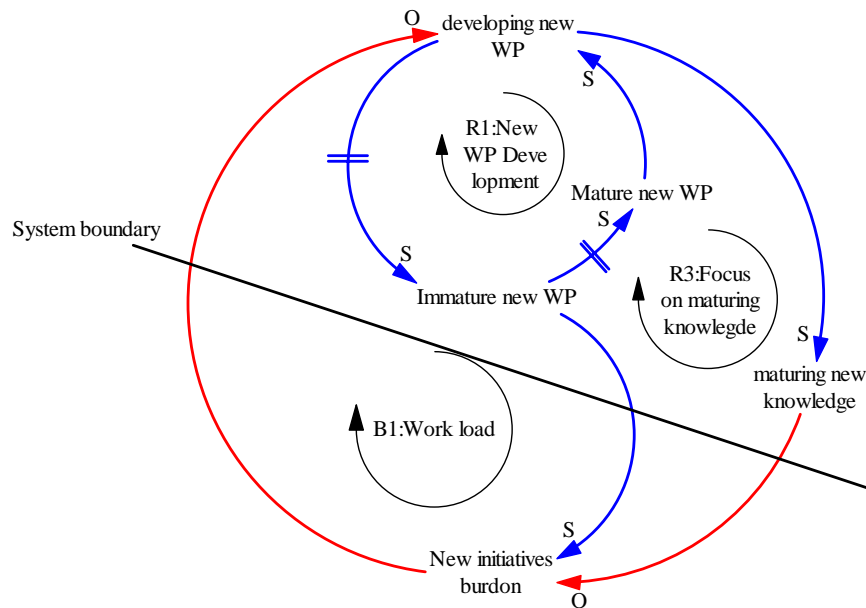 O
developing new
WP
S
R1:New
WP Deve
lopment
Mature new WP
S
System boundary
S
Immature new WP
R3:Focus
on maturing
knowlegde
S
maturing new
knowledge
B1:Work load
S
New initiatives
burdon
O